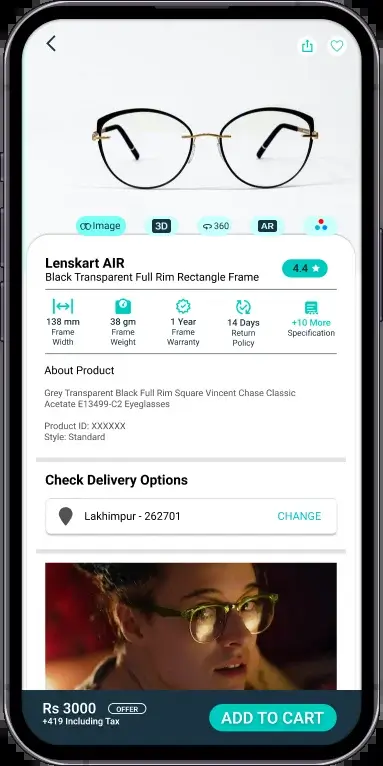 Image
3D
360
AR
Lenskart AIR
4.4
Black Transparent Full Rim Rectangle Frame
138 mm
Frame
Width
38 gm
Frame
Weight
1 Year
Frame
Warranty
14 Days
Return
Policy
+10 More
Specification
About Product
Grey Transparent Black Full Rim Square Vincent Chase Classic
Acetate E13499-C2 Eyeglasses
Product ID: XXXXXX
Style: Standard
Check Delivery Options
Lakhimpur - 262701
CHANGE
Rs 3000
OFFER
+419 Including Tax
ADD TO CART